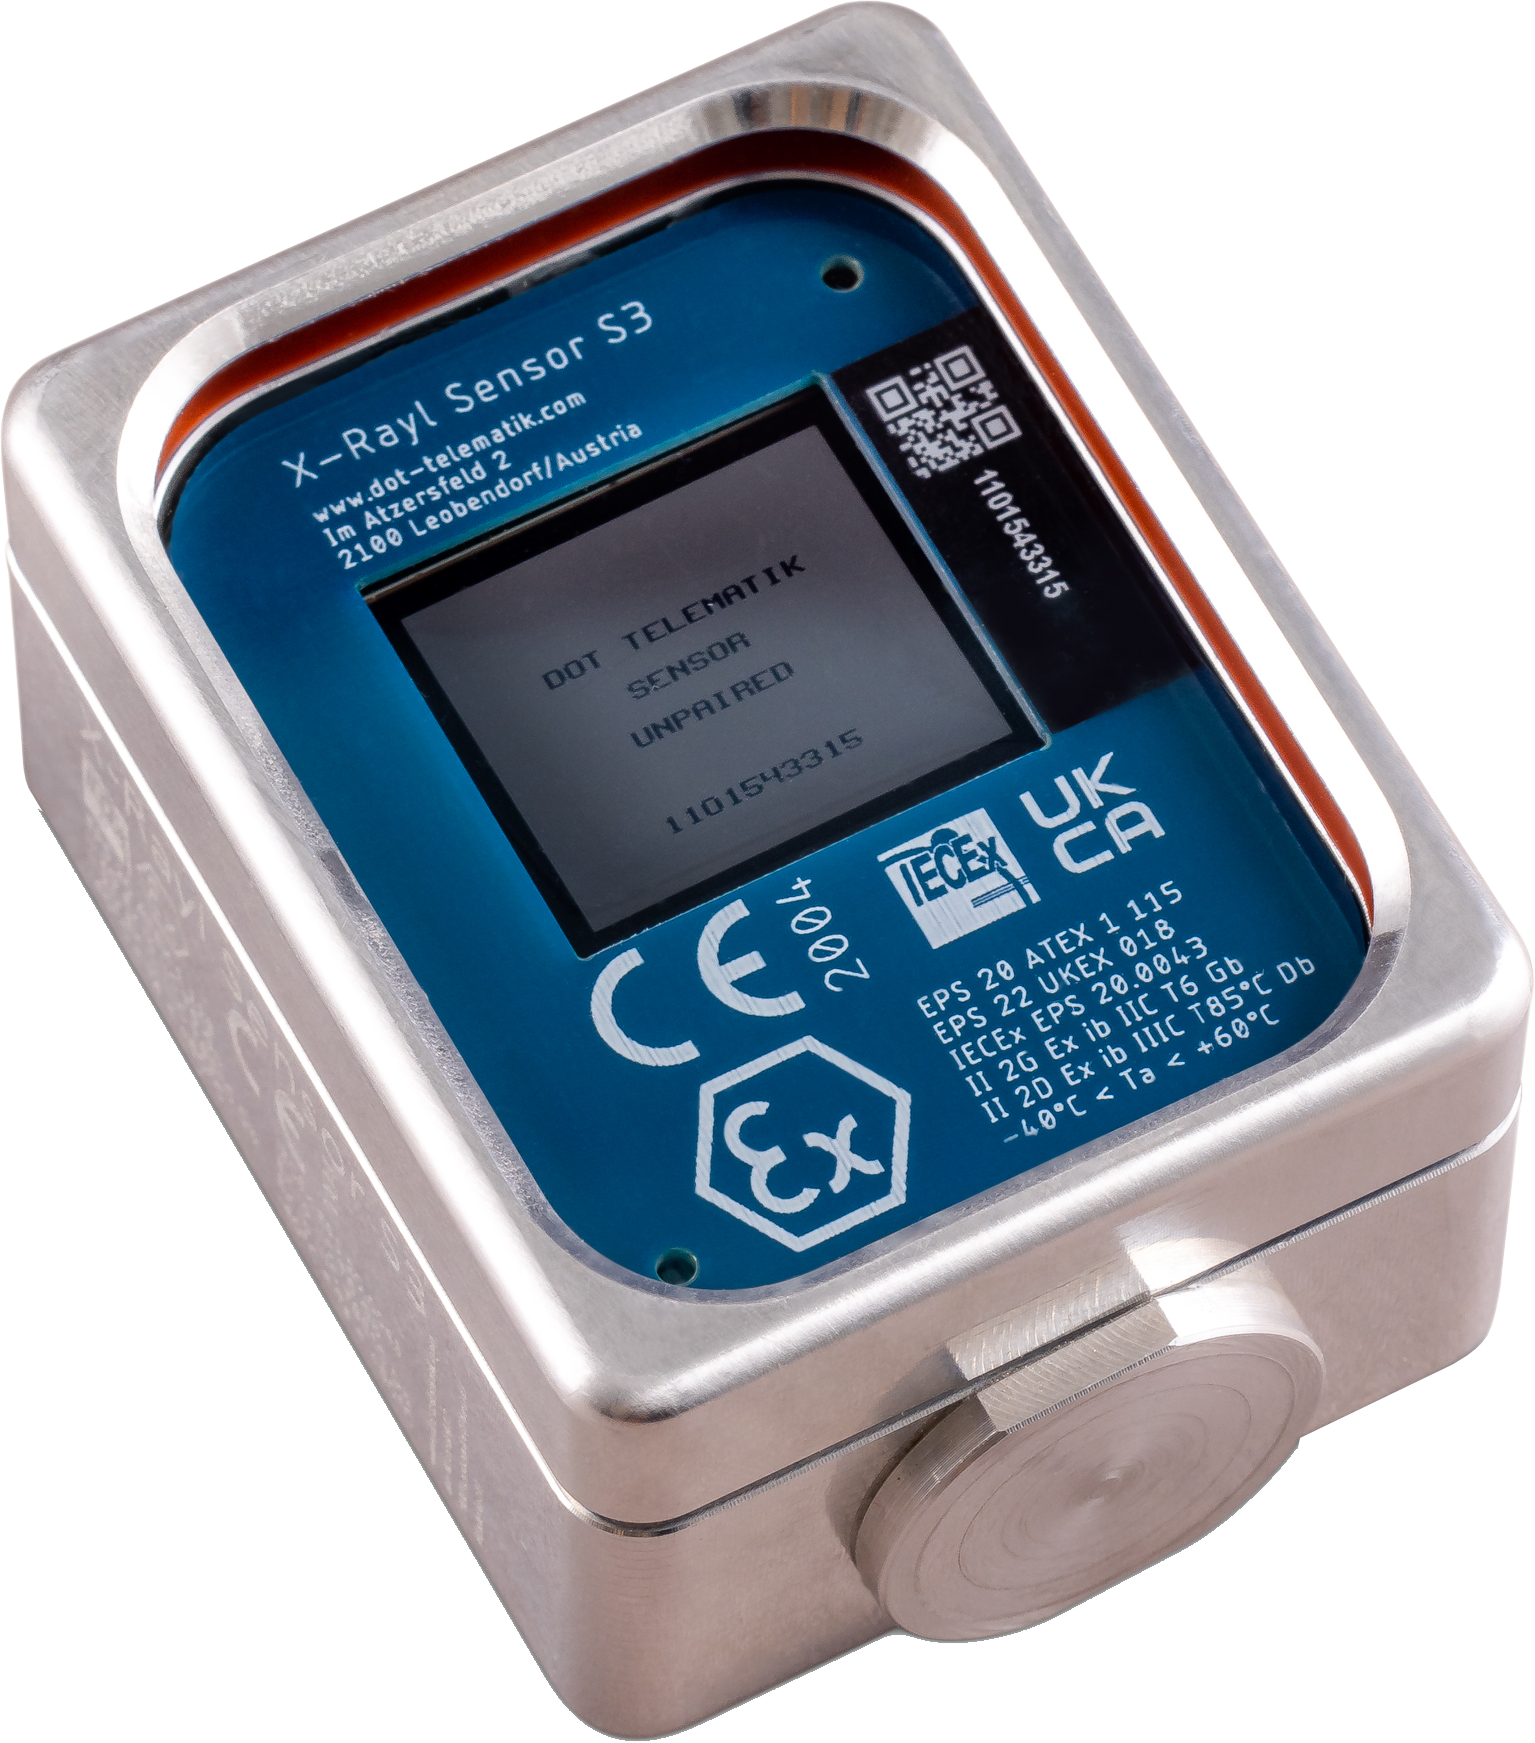 X-Rayl Sensor S3
www.dot-telematik.com
Im Atzersfeld 2
2100 Leobendorf/Austria
1101543315
DOT TELEMATIK
SENSOR
UNPAIRED
1101543315
CE
2004
IECEx
UK
CA
Ex
EPS 20 ATEX 1 115
EPS 22 UKEX 018
IECEx EPS 20.0043
II 2G Ex ib IIC T6 Gb
II 2D Ex ib IIIC T85°C Db
-40°C < Ta < +60°C